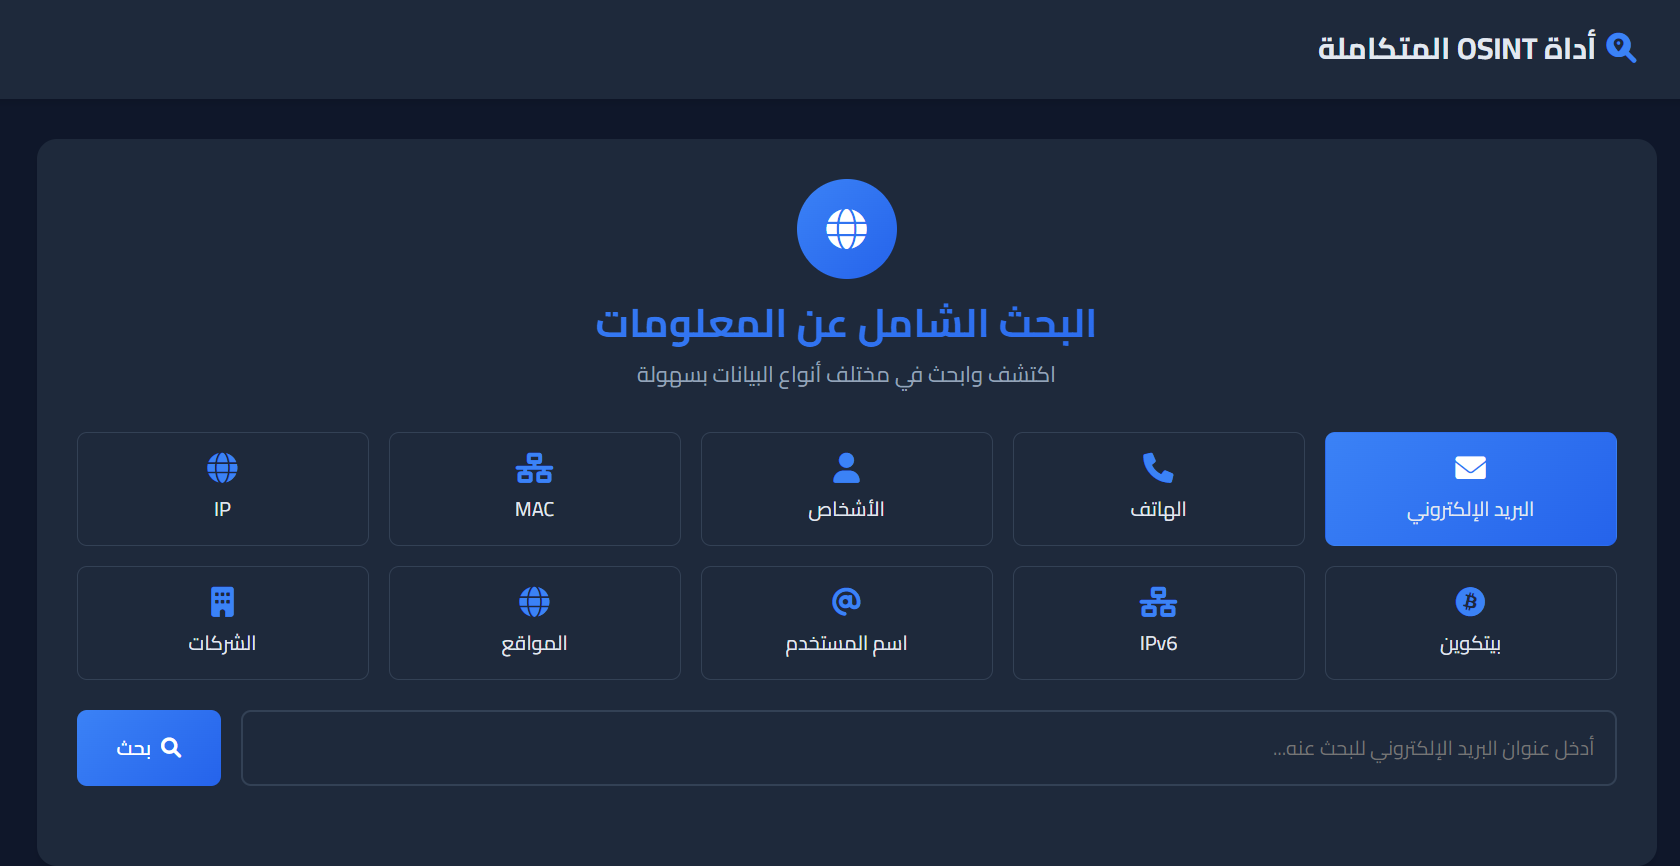 أداة OSINT المتكاملة
البحث الشامل عن المعلومات
اكتشف وابحث في مختلف أنواع البيانات بسهولة
البريد الإلكتروني
الهاتف
الأشخاص
MAC
IP
بيتكوين
IPv6
اسم المستخدم
المواقع
الشركات
أدخل عنوان البريد الإلكتروني للبحث عنه...
بحث